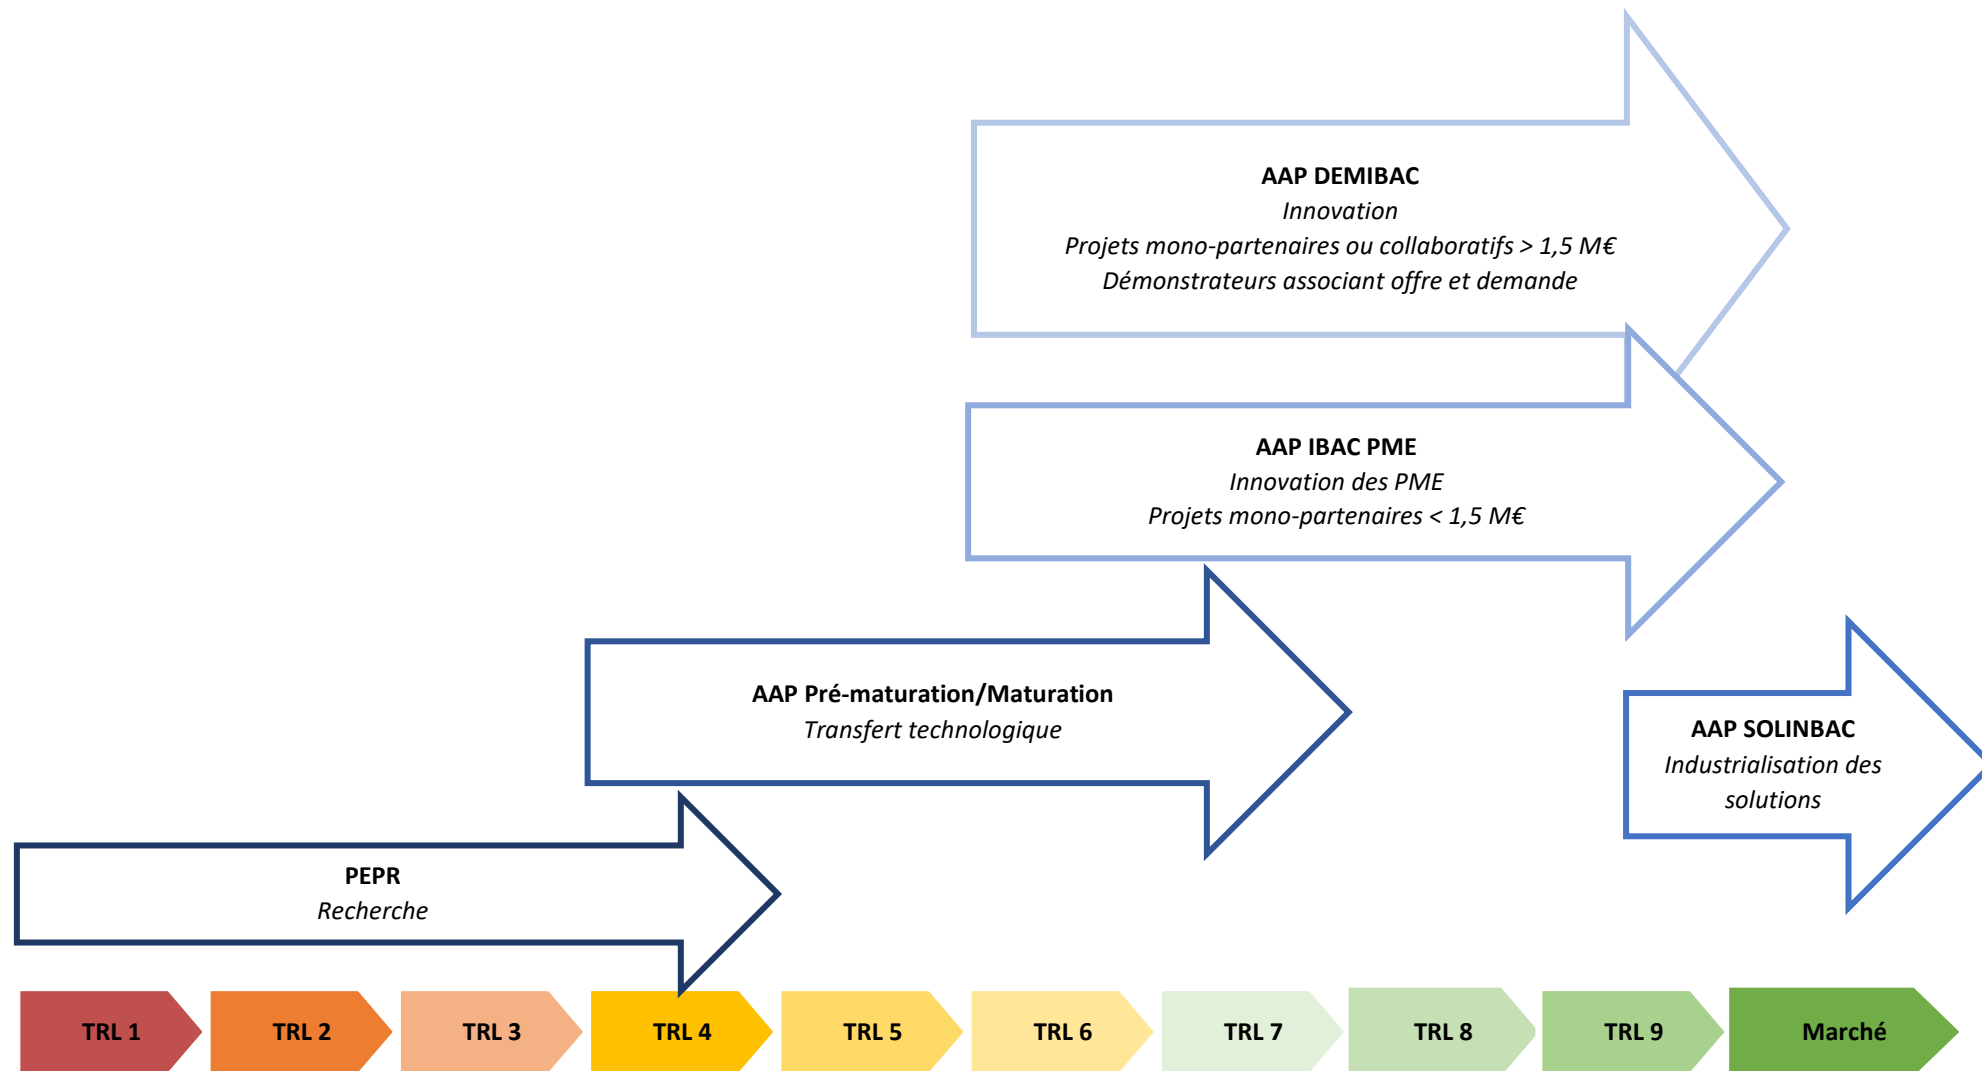 AAP DEMIBAC
Innovation
Projets mono-partenaires ou collaboratifs > 1,5 M€
Démonstrateurs associant offre et demande
AAP IBAC PME
Innovation des PME
Projets mono-partenaires < 1,5 M€
AAP Pré-maturation/Maturation
Transfert technologique
AAP SOLINBAC
Industrialisation des
solutions
PEPR
Recherche
TRL 1
TRL 2
TRL 3
TRL 4
TRL 5
TRL 6
TRL 7
TRL 8
TRL 9
Marché